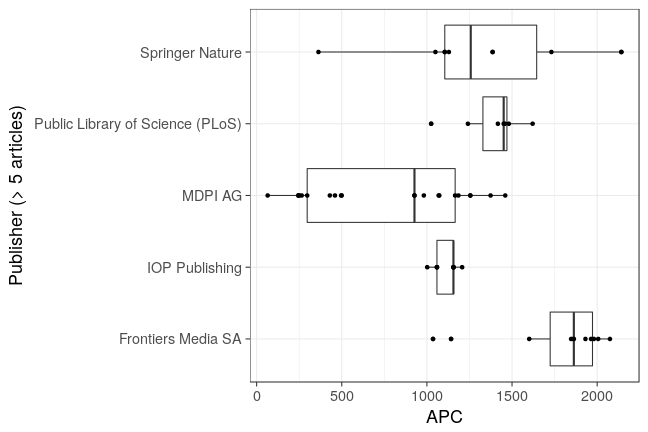 Publisher (> 5 articles)
Springer Nature
Public Library of Science (PLoS)
MDPI AG
IOP Publishing
Frontiers Media SA
0 500 1000 1500 2000
APC